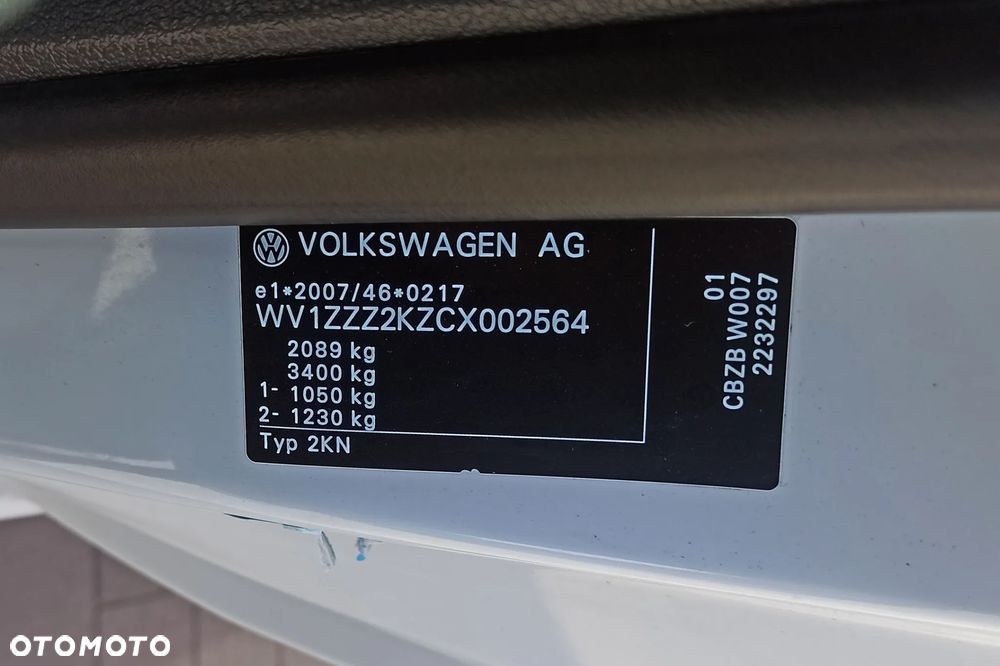 VOLKSWAGEN AG
e1*2007/46*0217
WV1ZZZ2KZCX002564
2089 kg
3400 kg
1- 1050 kg
2- 1230 kg
Typ 2KN
01
CBZB W007
2232297
OTOMOTO